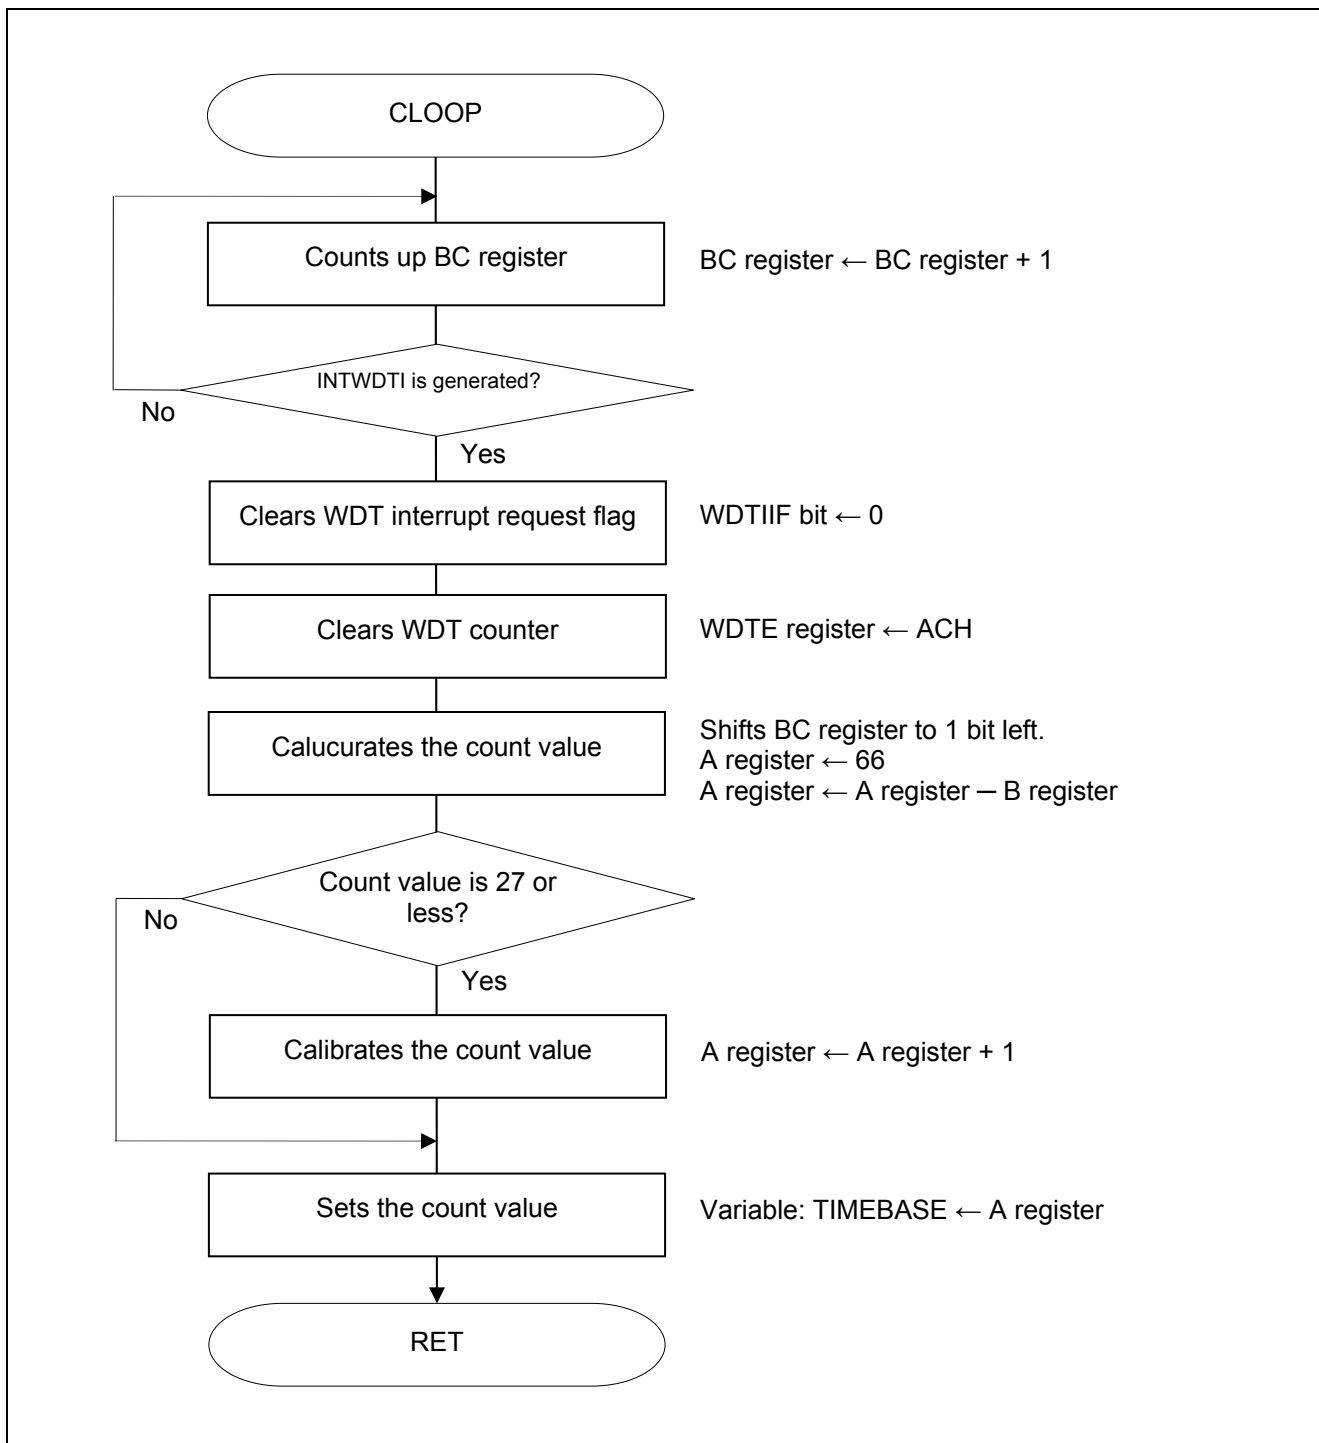 CLOOP
Counts up BC register
BC register ← BC register + 1
INTWDTI is generated?
No
Yes
Clears WDT interrupt request flag
WDTIIF bit ← 0
Clears WDT counter
WDTE register ← ACH
Calucurates the count value
Shifts BC register to 1 bit left.
A register ← 66
A register ← A register — B register
Count value is 27 or
less?
No
Yes
Calibrates the count value
A register ← A register + 1
Sets the count value
Variable: TIMEBASE ← A register
RET